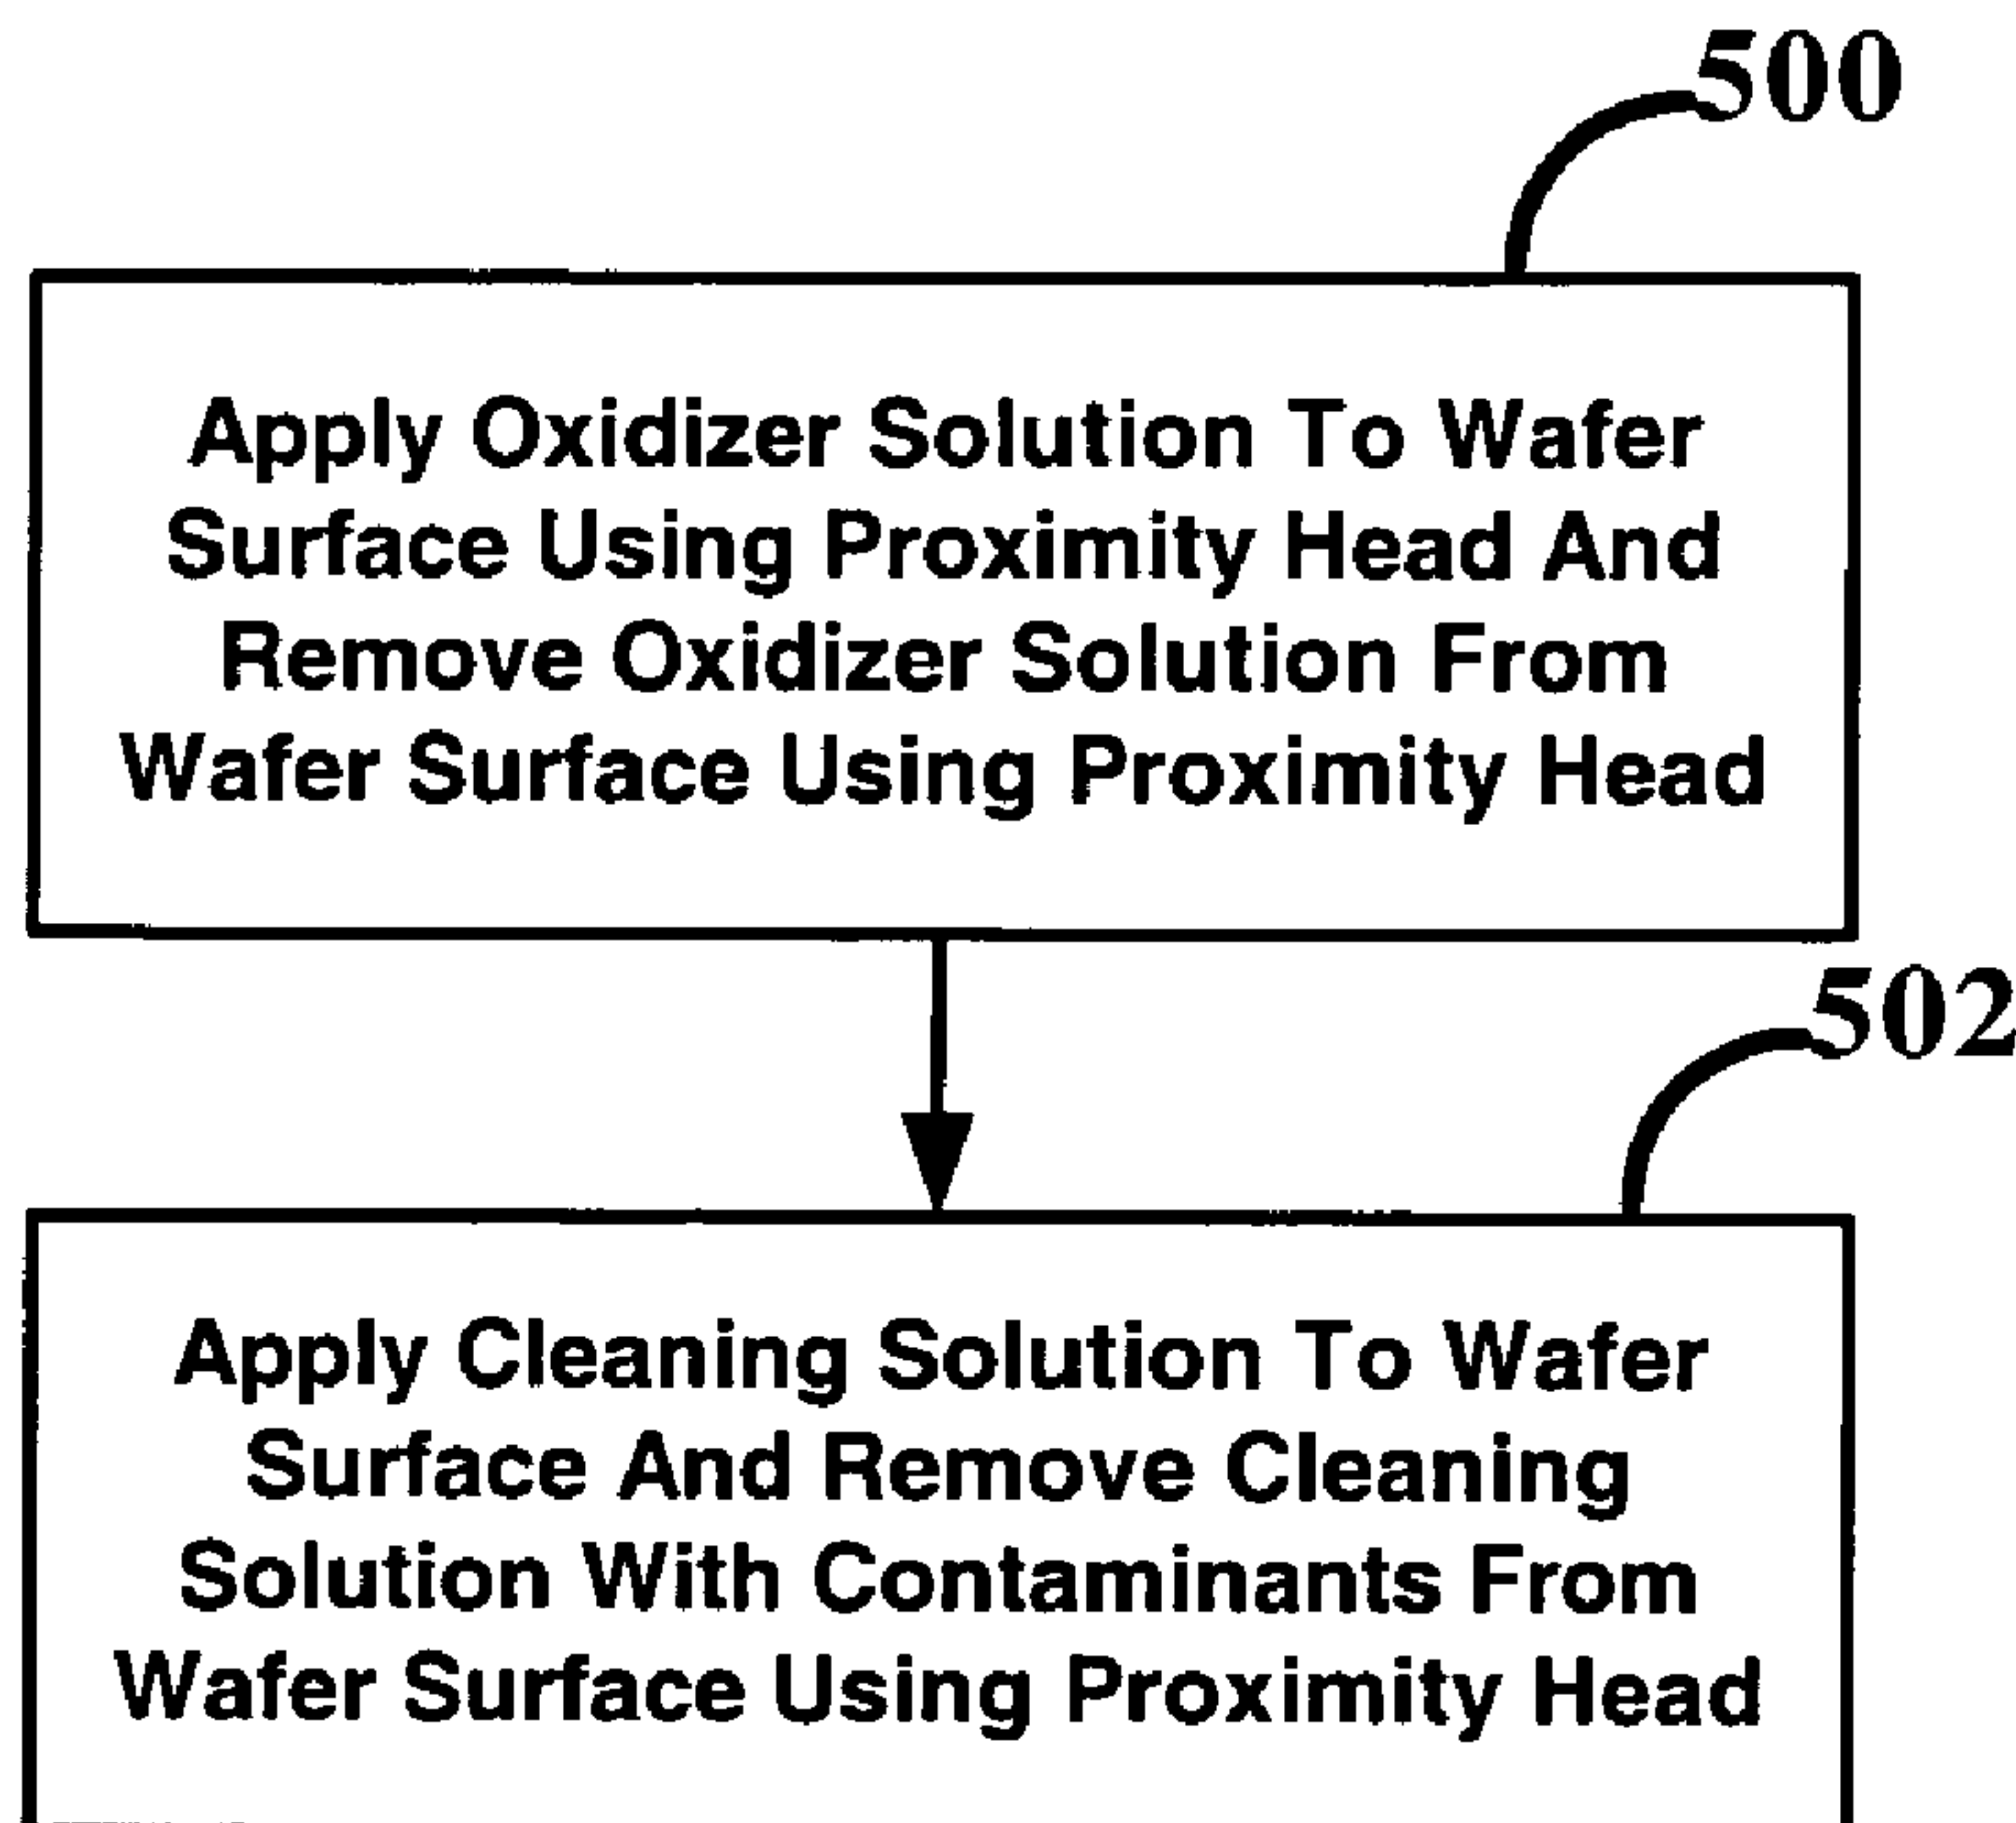 500
Apply Oxidizer Solution To Wafer
Surface Using Proximity Head And
Remove Oxidizer Solution From
Wafer Surface Using Proximity Head
502
Apply Cleaning Solution To Wafer
Surface And Remove Cleaning
Solution With Contaminants From
Wafer Surface Using Proximity Head